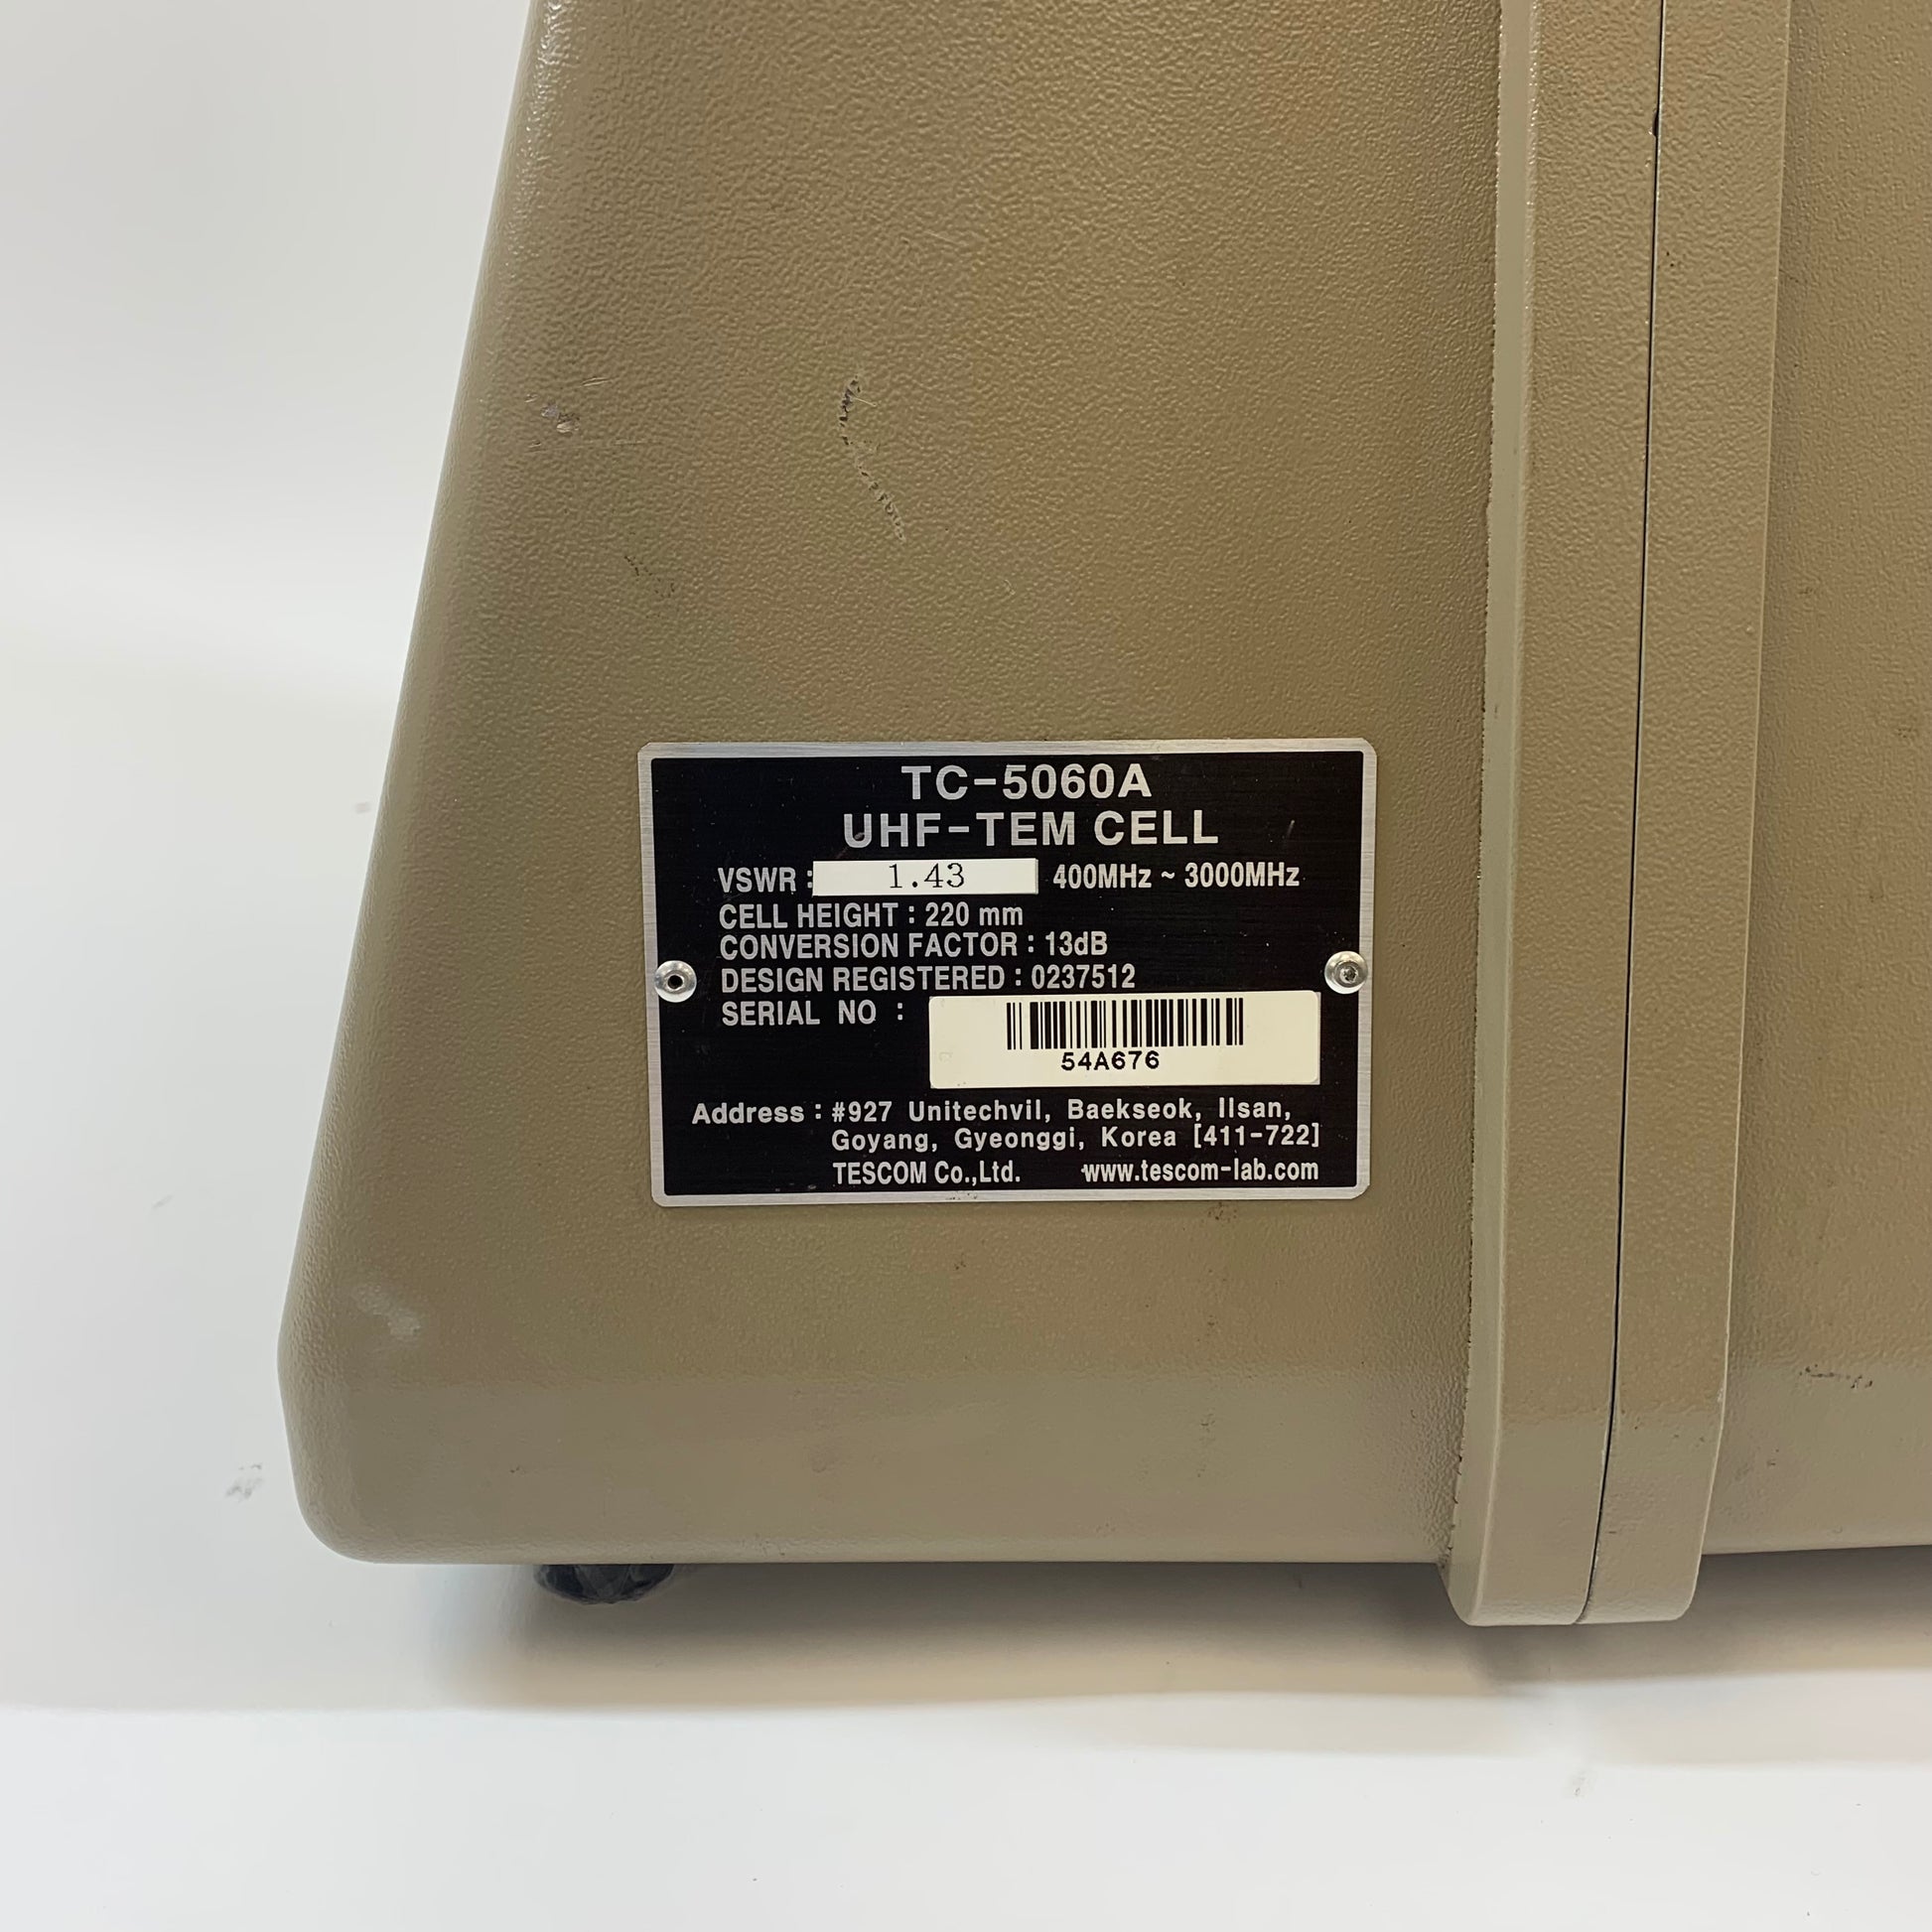 TC-5060A
UHF-TEM CELL
VSWR : 1.43 400MHz ~ 3000MHz
CELL HEIGHT : 220 mm
CONVERSION FACTOR : 13dB
DESIGN REGISTERED : 0237512
SERIAL NO :
54A676
Address : #927 Unitechvil, Baekseok, Ilsan,
Goyang, Gyeonggi, Korea [411-722]
TESCOM Co.,Ltd. www.tescom-lab.com